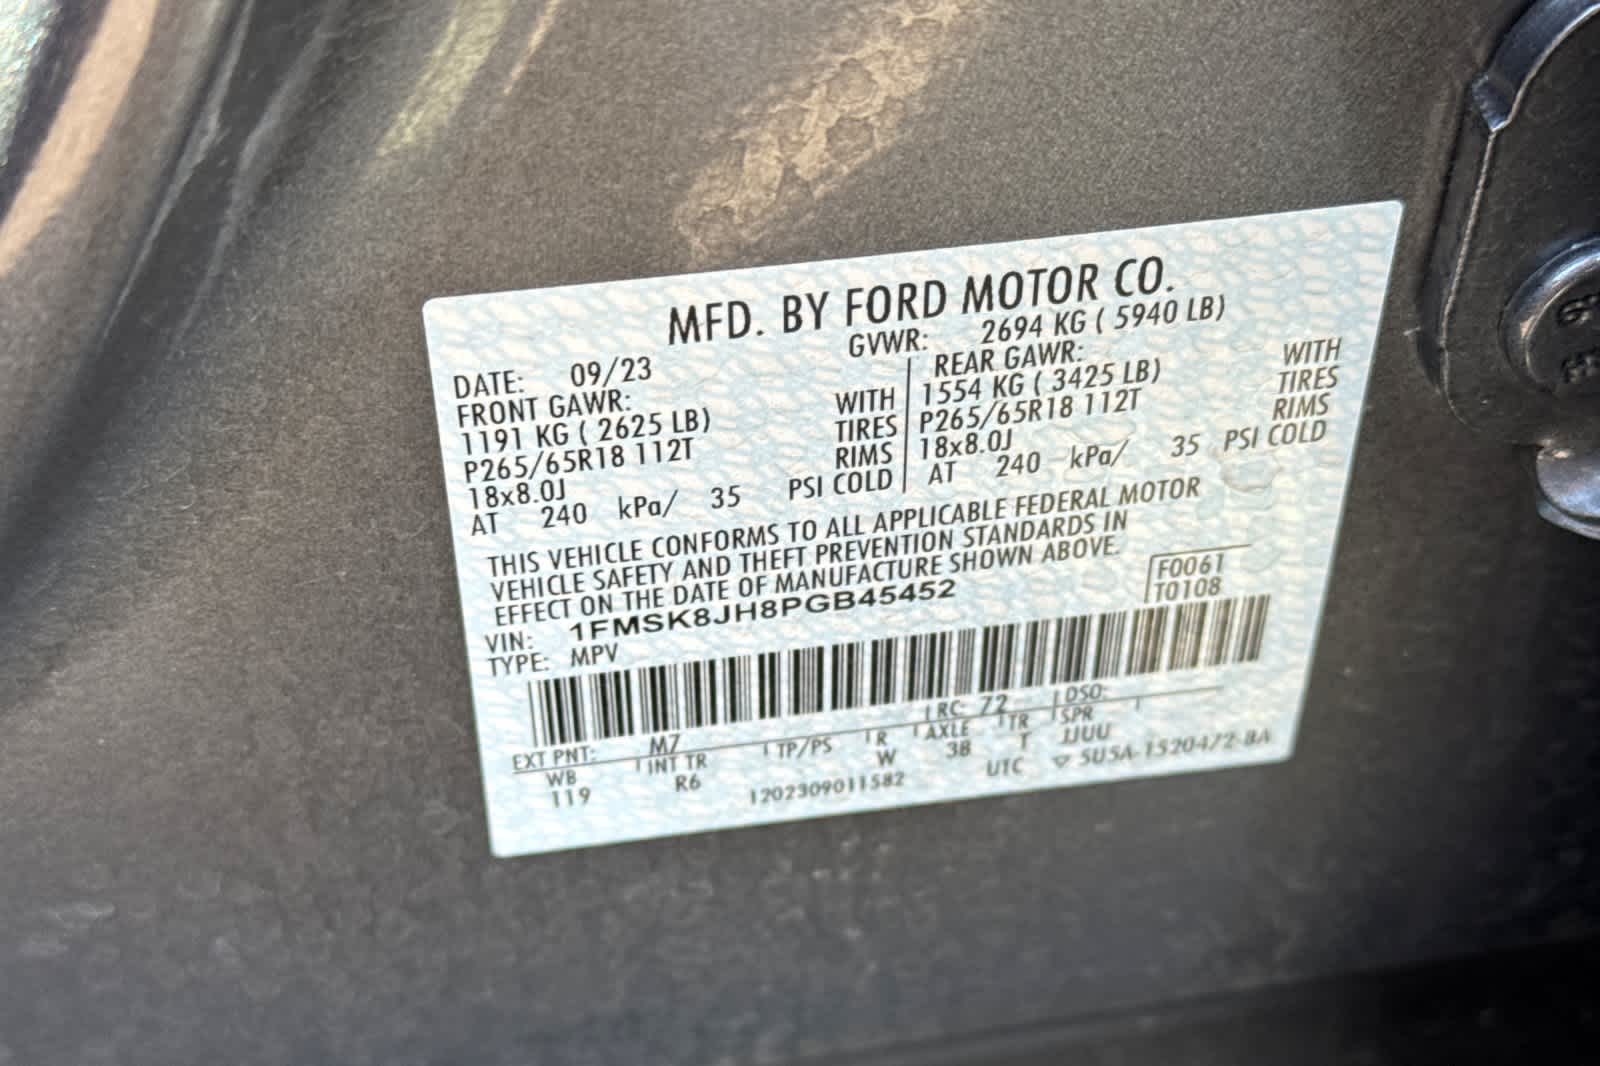 MFD. BY FORD MOTOR CO.
DATE: 09/23 GVWR: 2694 KG ( 5940 LB)
FRONT GAWR: REAR GAWR:
1191 KG ( 2625 LB) WITH 1554 KG ( 3425 LB) WITH
P265/65R18 112T TIRES P265/65R18 112T TIRES
18x8.0J RIMS 18x8.0J RIMS
AT 240 kPa/ 35 PSI COLD AT 240 kPa/ 35 PSI COLD
THIS VEHICLE CONFORMS TO ALL APPLICABLE FEDERAL MOTOR
VEHICLE SAFETY AND THEFT PREVENTION STANDARDS IN
EFFECT ON THE DATE OF MANUFACTURE SHOWN ABOVE.
F0061
T0108
VIN: 1FMSK8JH8PGB45452
TYPE: MPV
EXT PNT: M7 RC: 72 DSO:
WB INT TR TP/PS R AXLE TR SPR
119 R6 W 3B T JJUU
1202309011582 UTC ▽ 5U5A-1520472-BA